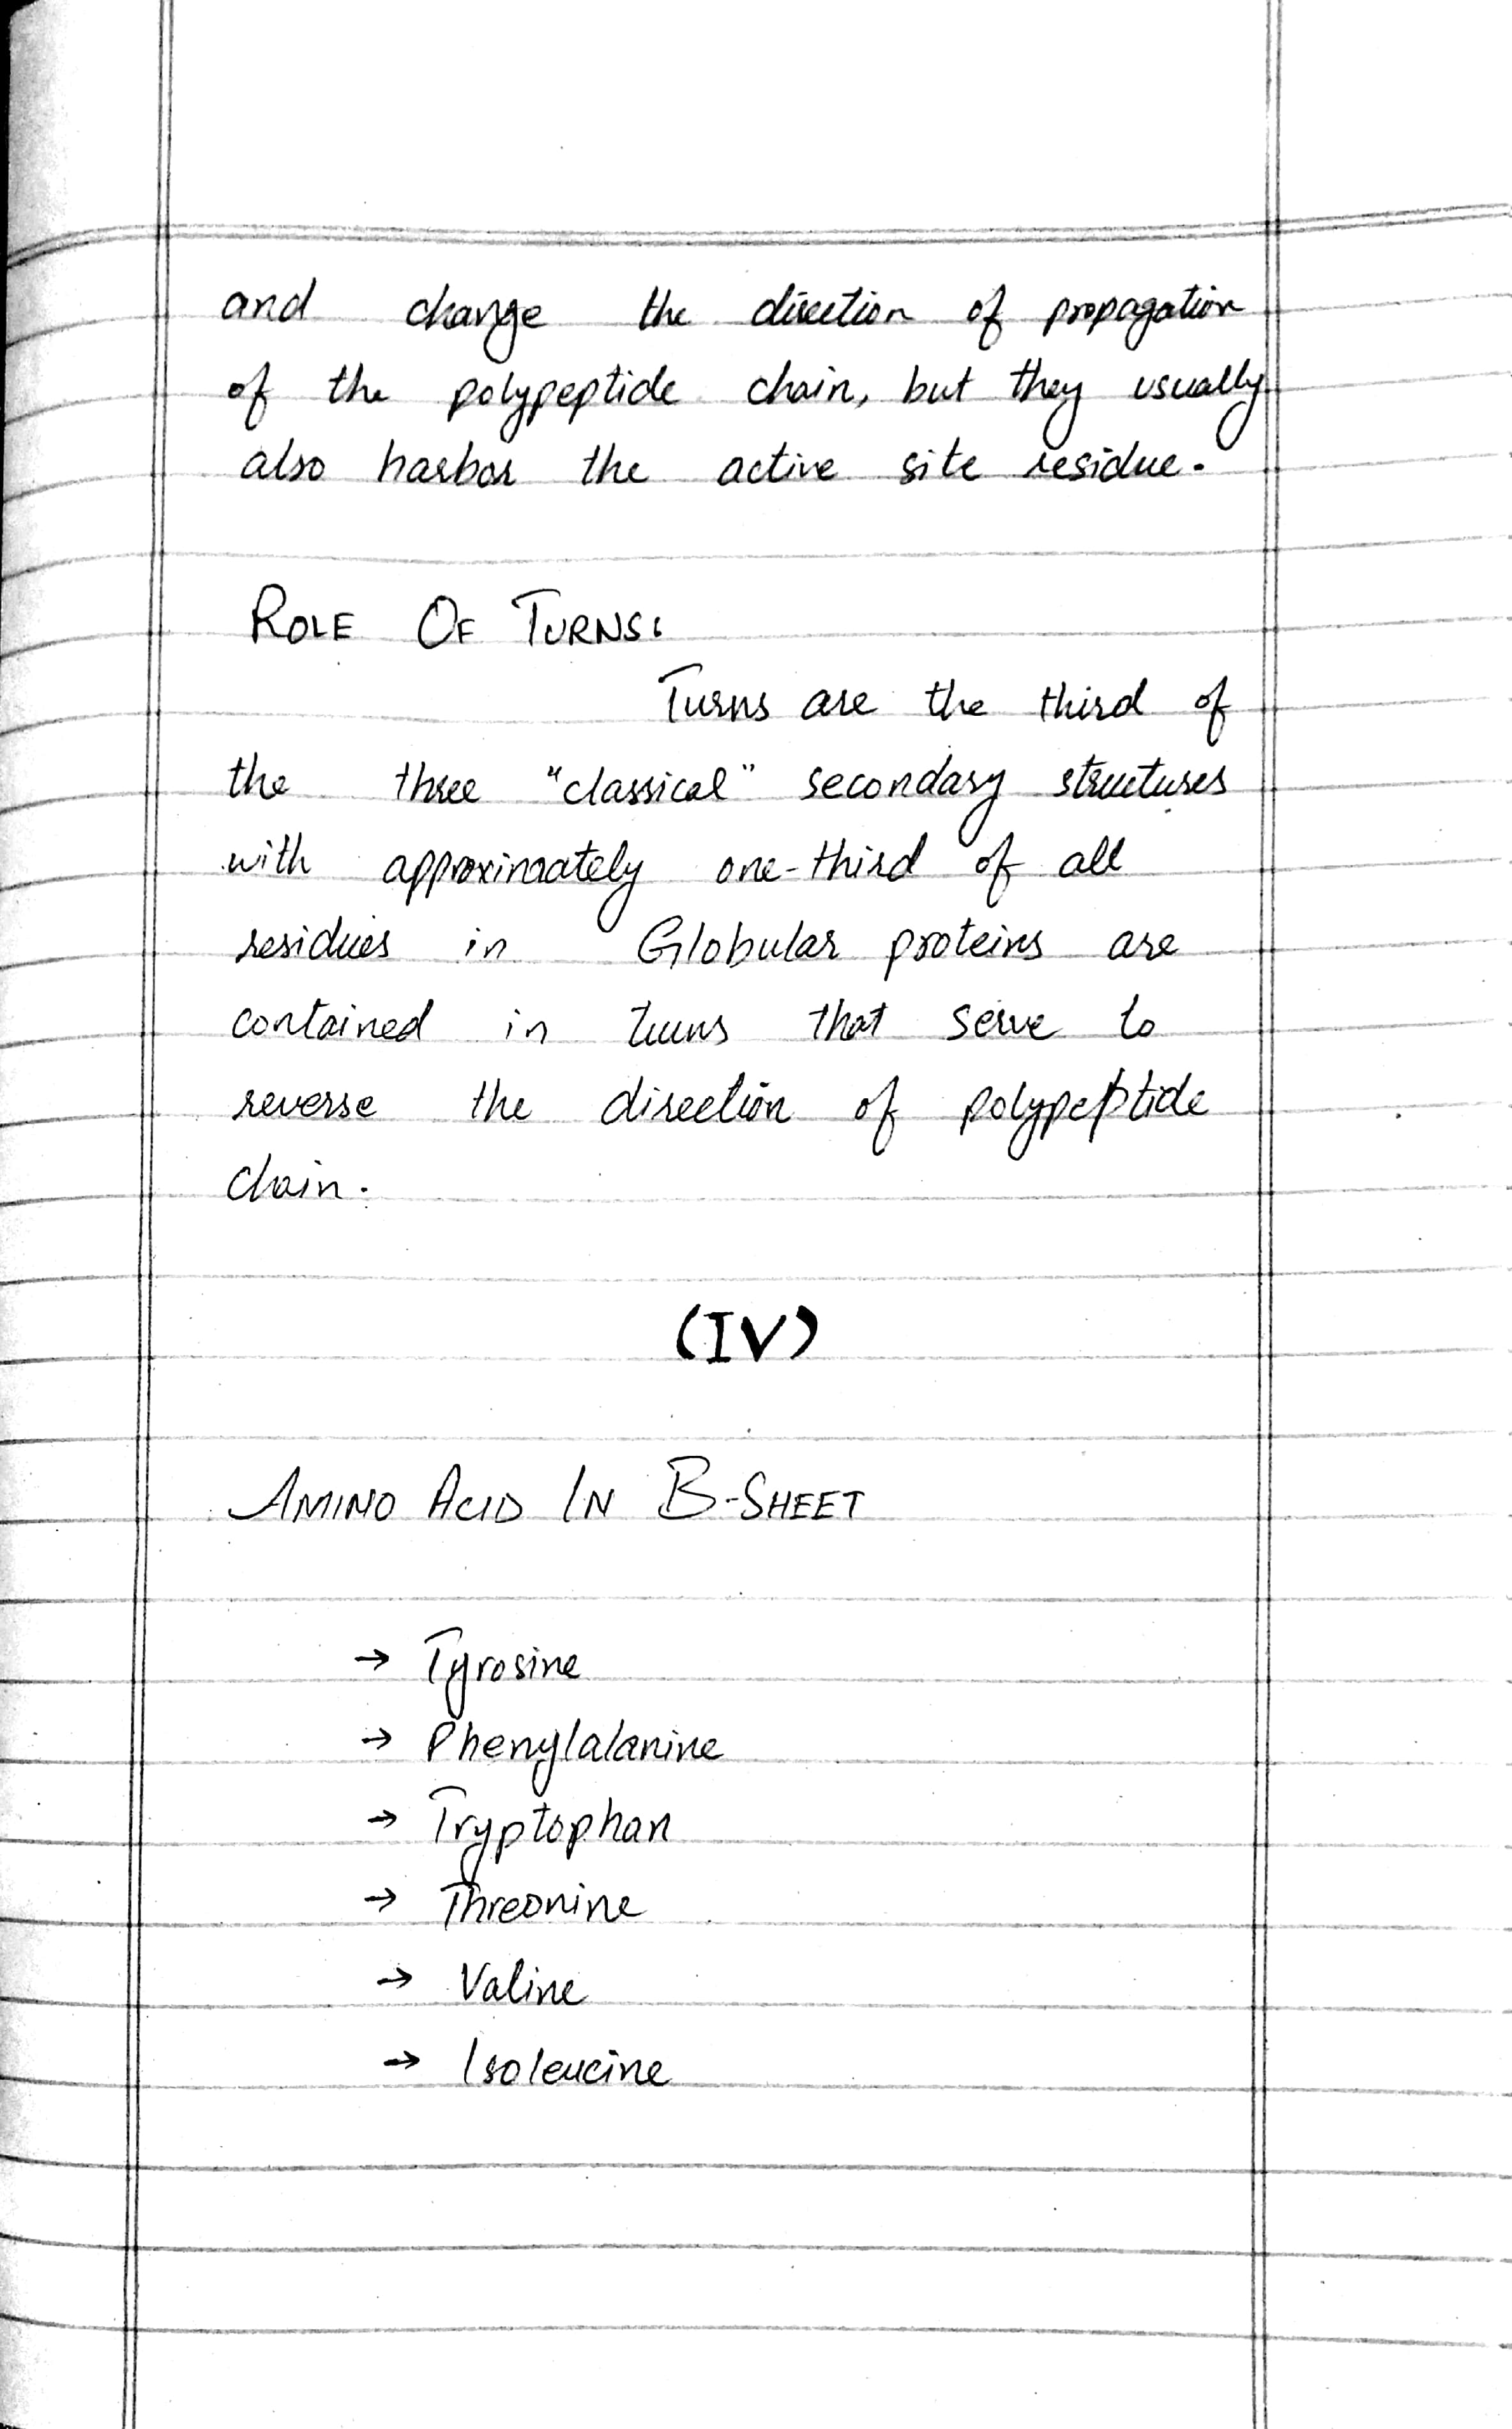 and change the direction of propagation
of the polypeptide chain, but they usually
also harbor the active site residue.
ROLE OF TURNS:
Turns are the third of
the three "classical" secondary structures
with approximately one-third of all
residues in Globular proteins are
contained in turns that serve to
reverse the direction of polypeptide
chain.
(IV)
AMINO ACID IN B-SHEET
→ Tyrosine
→ Phenylalanine
→ Tryptophan
→ Threonine
→ Valine
→ Isoleucine